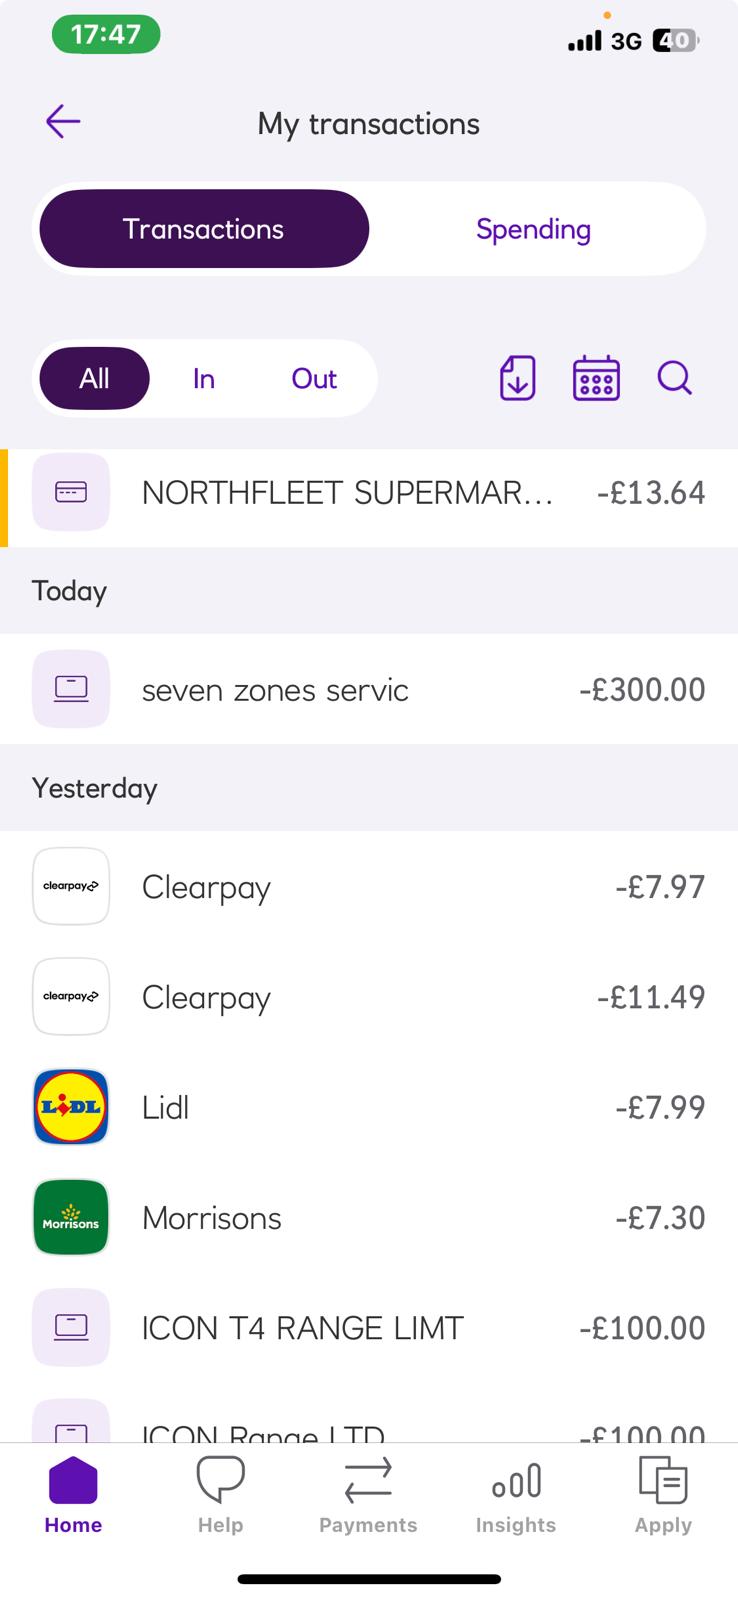 17:47
3G 40
My transactions
Transactions Spending
All In Out
NORTHFLEET SUPERMAR... -£13.64
Today
seven zones servic -£300.00
Yesterday
clearpay Clearpay -£7.97
clearpay Clearpay -£11.49
LIDL Lidl -£7.99
Morrisons Morrisons -£7.30
ICON T4 RANGE LIMT -£100.00
ICON Range LTD -£100.00
Home Help Payments Insights Apply